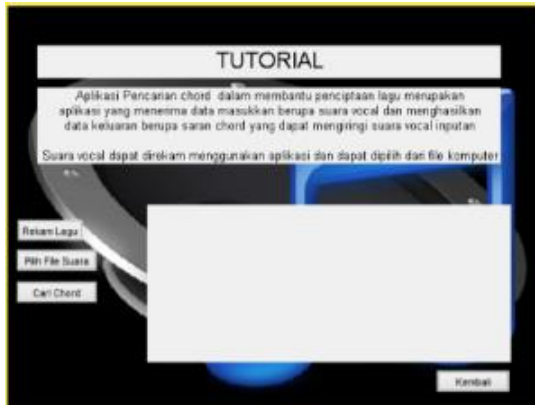 TUTORIAL
Aplikasi Pencarian chord dalam membantu penciptaan lagu merupakan
aplikasi yang menerima data masukkan berupa suara vocal dan menghasilkan
data keluaran berupa saran chord yang dapat mengiringi suara vocal inputan
Suara vocal dapat direkam menggunakan aplikasi dan dapat dipilih dari file komputer
Rekam Lagu
Pilih File Suara
Cari Chord
Kembali